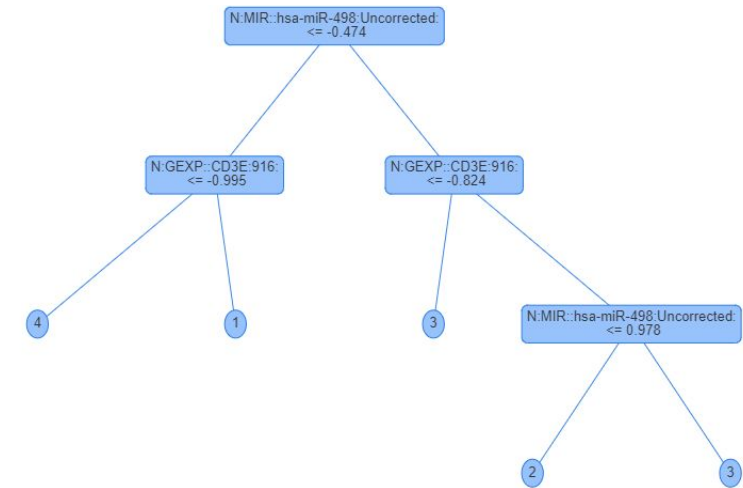 N:MIR::hsa-miR-498:Uncorrected:
<= -0.474
N:GEXP::CD3E:916:
<= -0.995
N:GEXP::CD3E:916:
<= -0.824
4
1
3
N:MIR::hsa-miR-498:Uncorrected:
<= 0.978
2
3